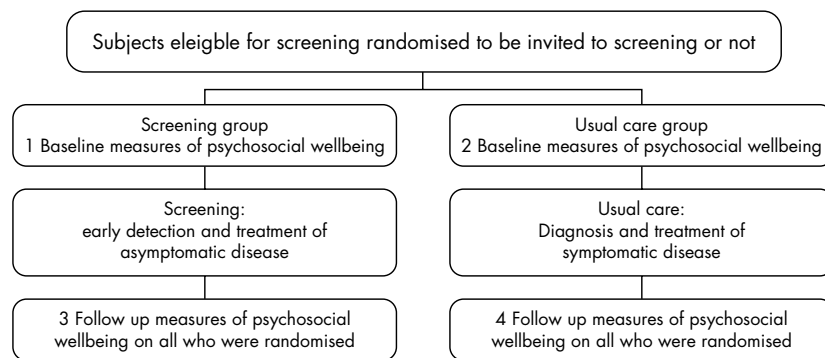 Subjects eleigble for screening randomised to be invited to screening or not
Screening group
1 Baseline measures of psychosocial wellbeing
Usual care group
2 Baseline measures of psychosocial wellbeing
Screening:
early detection and treatment of
asymptomatic disease
Usual care:
Diagnosis and treatment of
symptomatic disease
3 Follow up measures of psychosocial
wellbeing on all who were randomised
4 Follow up measures of psychosocial
wellbeing on all who were randomised